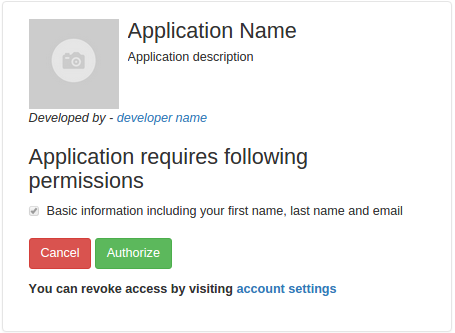 Application Name
Application description
Developed by - developer name
Application requires following
permissions
Basic information including your first name, last name and email
Cancel Authorize
You can revoke access by visiting account settings